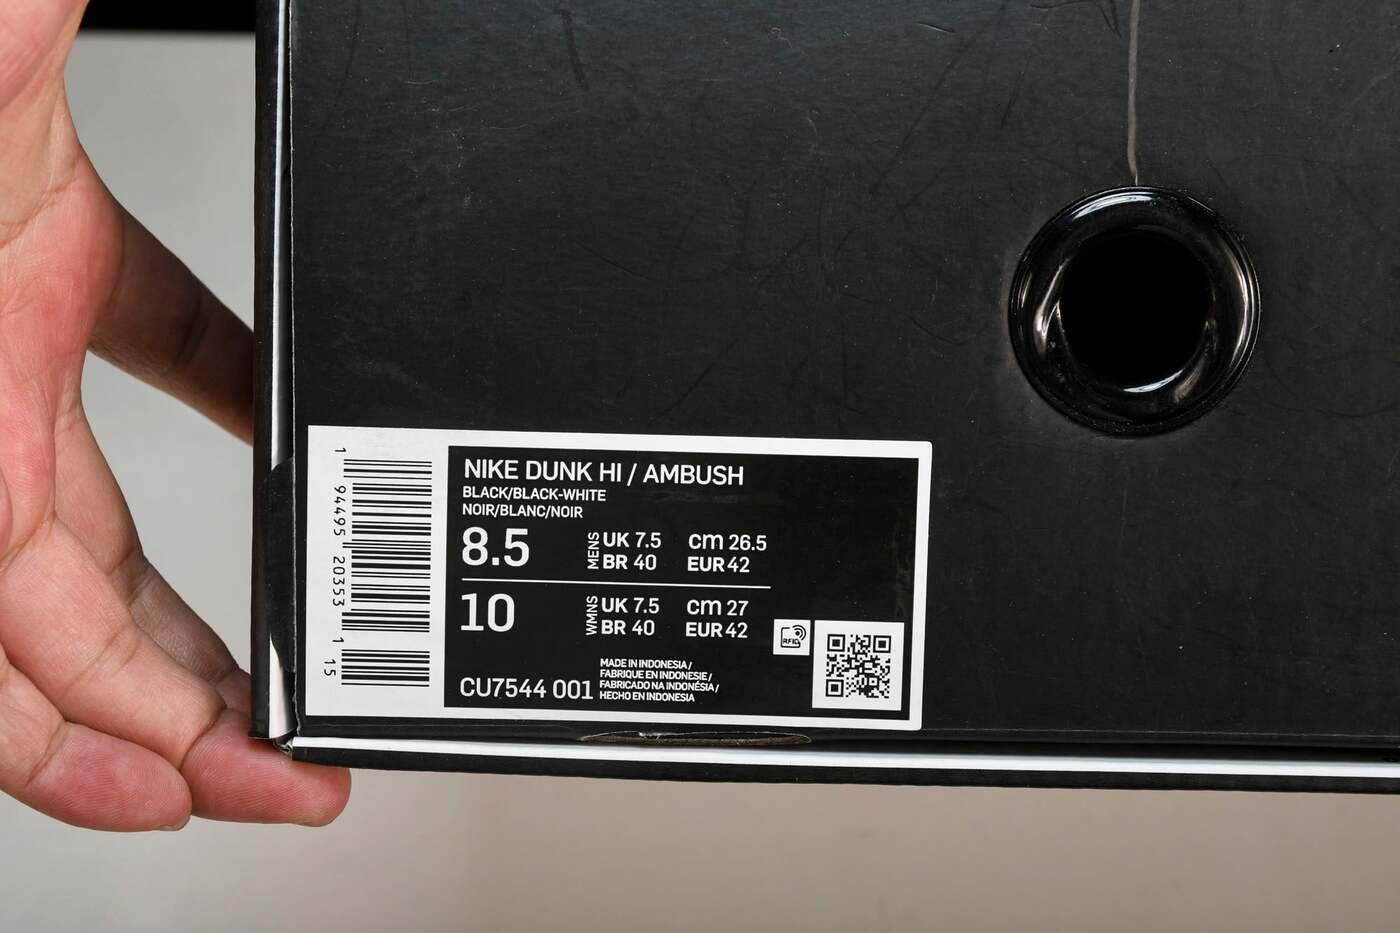 1 94495 20353 1 15
NIKE DUNK HI / AMBUSH
BLACK/BLACK-WHITE
NOIR/BLANC/NOIR
8.5 MENS UK 7.5 cm 26.5
BR 40 EUR 42
10 WMNS UK 7.5 cm 27
BR 40 EUR 42
RFID
CU7544 001
MADE IN INDONESIA /
FABRIQUE EN INDONESIE /
FABRICADO NA INDONÉSIA /
HECHO EN INDONESIA